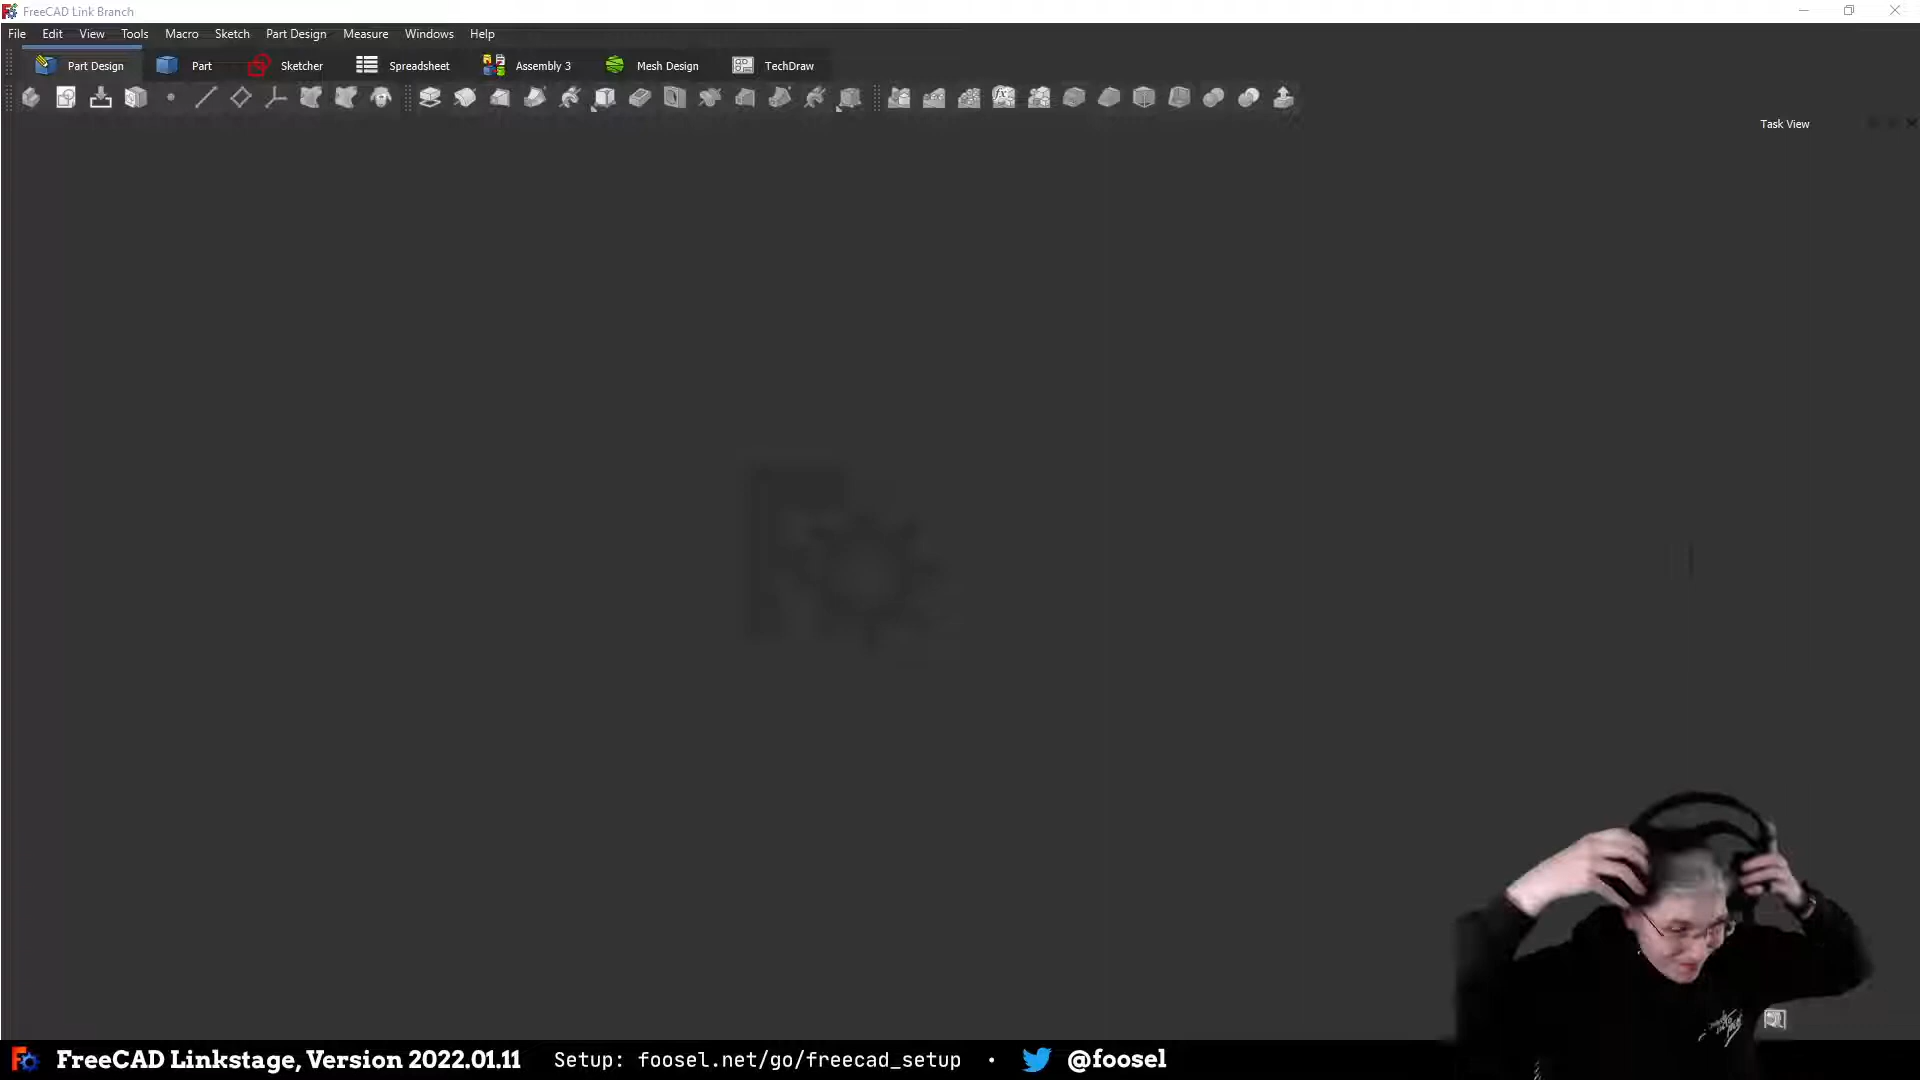 FreeCAD Link Branch
File Edit View Tools Macro Sketch Part Design Measure Windows Help
Part Design Part Sketcher Spreadsheet Assembly 3 Mesh Design TechDraw
Task View
FreeCAD Linkstage, Version 2022.01.11 Setup: foosel.net/go/freecad_setup • @foosel